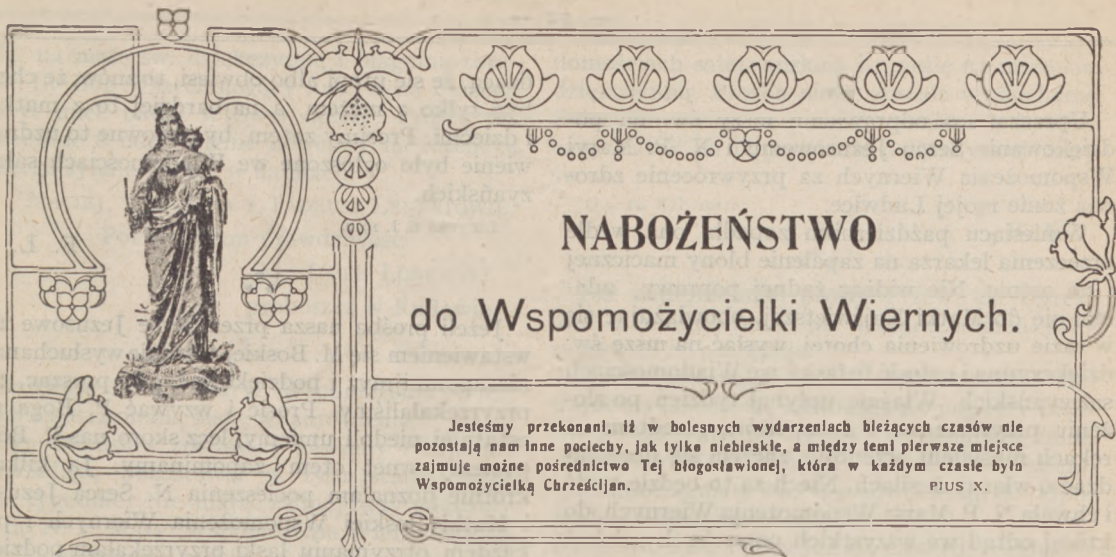 NABOŻEŃSTWO
do Wspomożycielki Wiernych.
Jesteśmy przekonani, iż w bolesnych wydarzeniach bieżących czasów nie
pozostają nam inne pociechy, jak tylko niebieskie, a między temi pierwsze miejsce
zajmuje możne pośrednictwo Tej błogosławionej, która w każdym czasie była
Wspomożycielką Chrześcijan.
PIUS X.